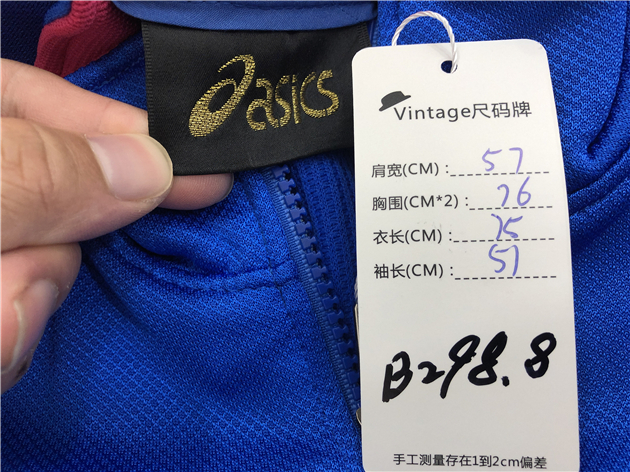 asics
Vintage尺码牌
肩宽(CM):57
胸围(CM*2):76
衣长(CM):75
袖长(CM):57
B298.8
手工测量存在1到2cm偏差